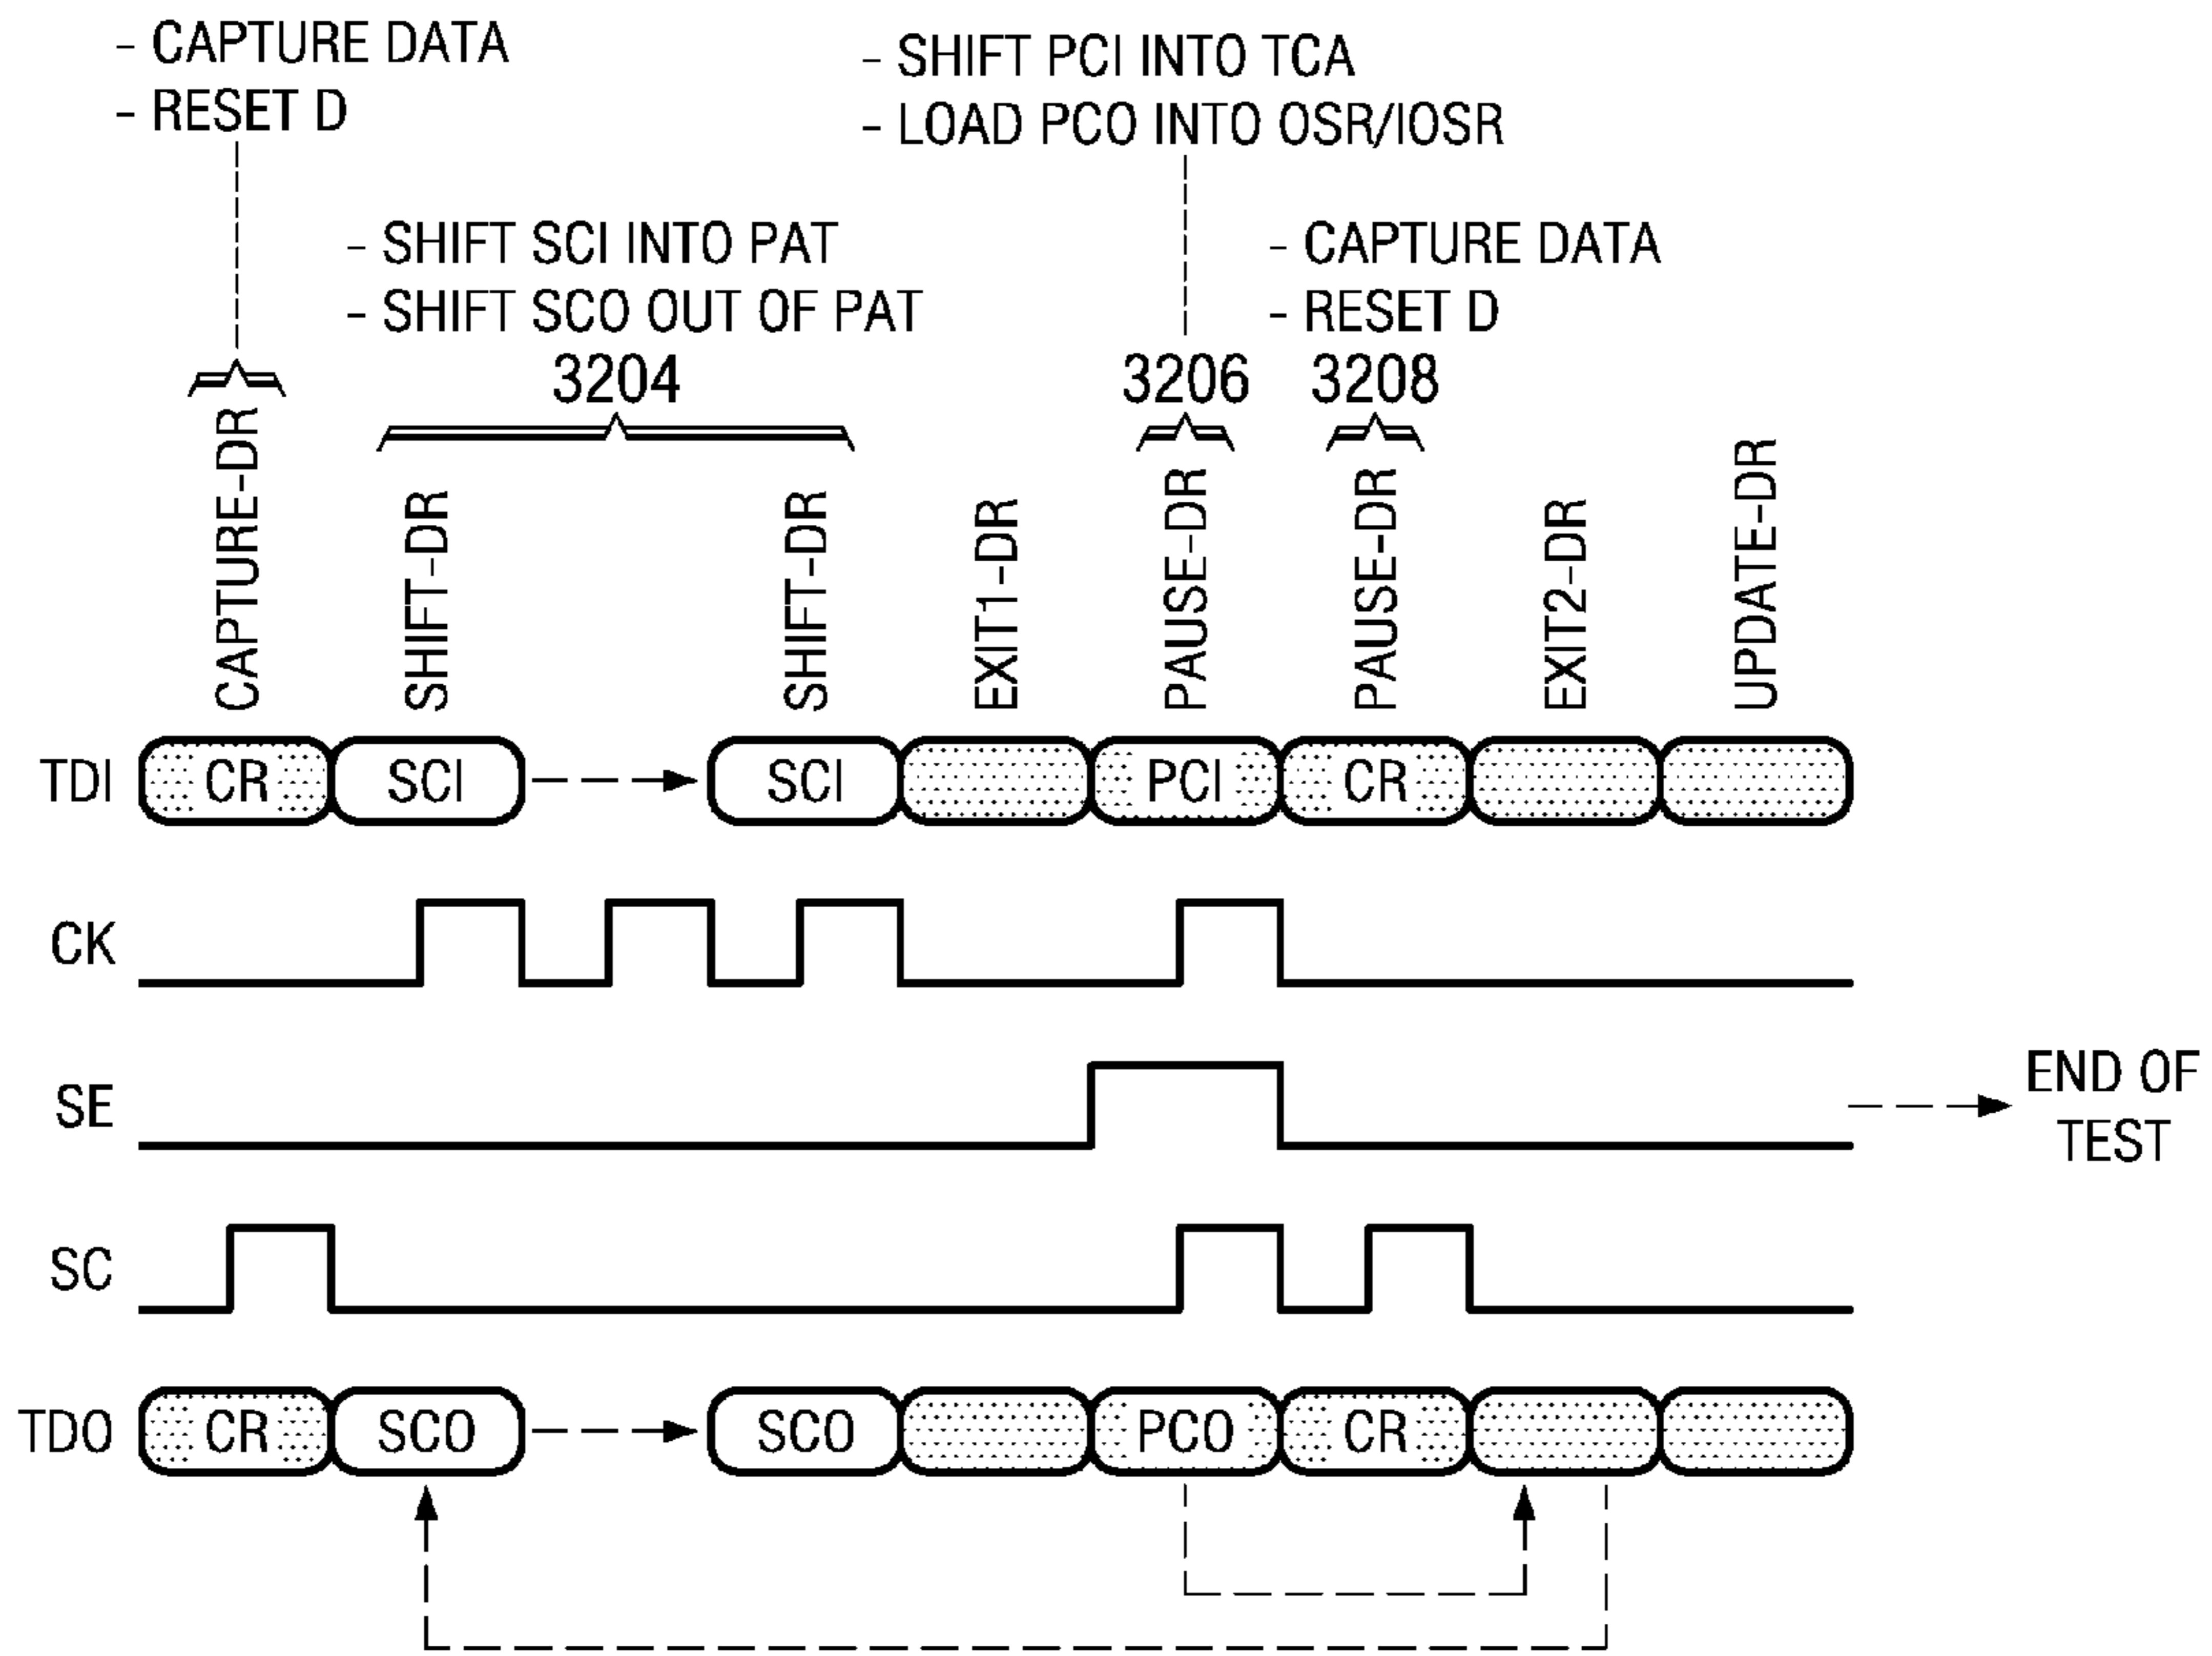 - CAPTURE DATA
- RESET D
- SHIFT PCI INTO TCA
- LOAD PCO INTO OSR/IOSR
- SHIFT SCI INTO PAT
- SHIFT SCO OUT OF PAT
- CAPTURE DATA
- RESET D
3204
3206
3208
CAPTURE-DR
SHIFT-DR
SHIFT-DR
EXIT1-DR
PAUSE-DR
PAUSE-DR
EXIT2-DR
UPDATE-DR
TDI
CR
SCI
SCI
PCI
CR
CK
SE
END OF
TEST
SC
TDO
CR
SCO
SCO
PCO
CR